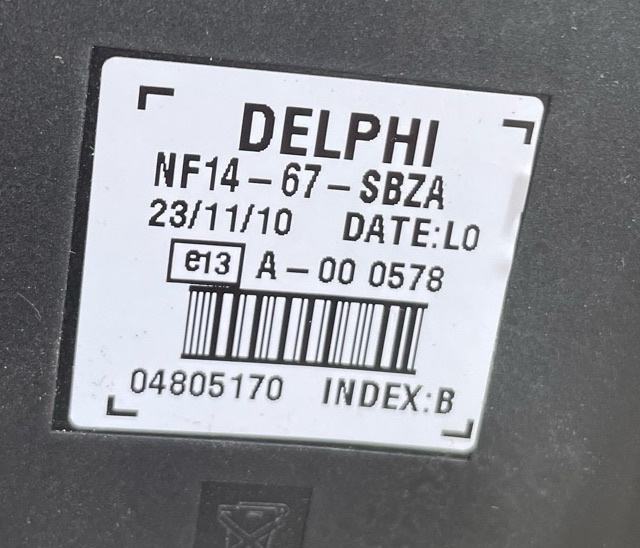 DELPHI
NF14-67-SBZA
23/11/10 DATE:L0
e13 A-00 0578
04805170 INDEX:B